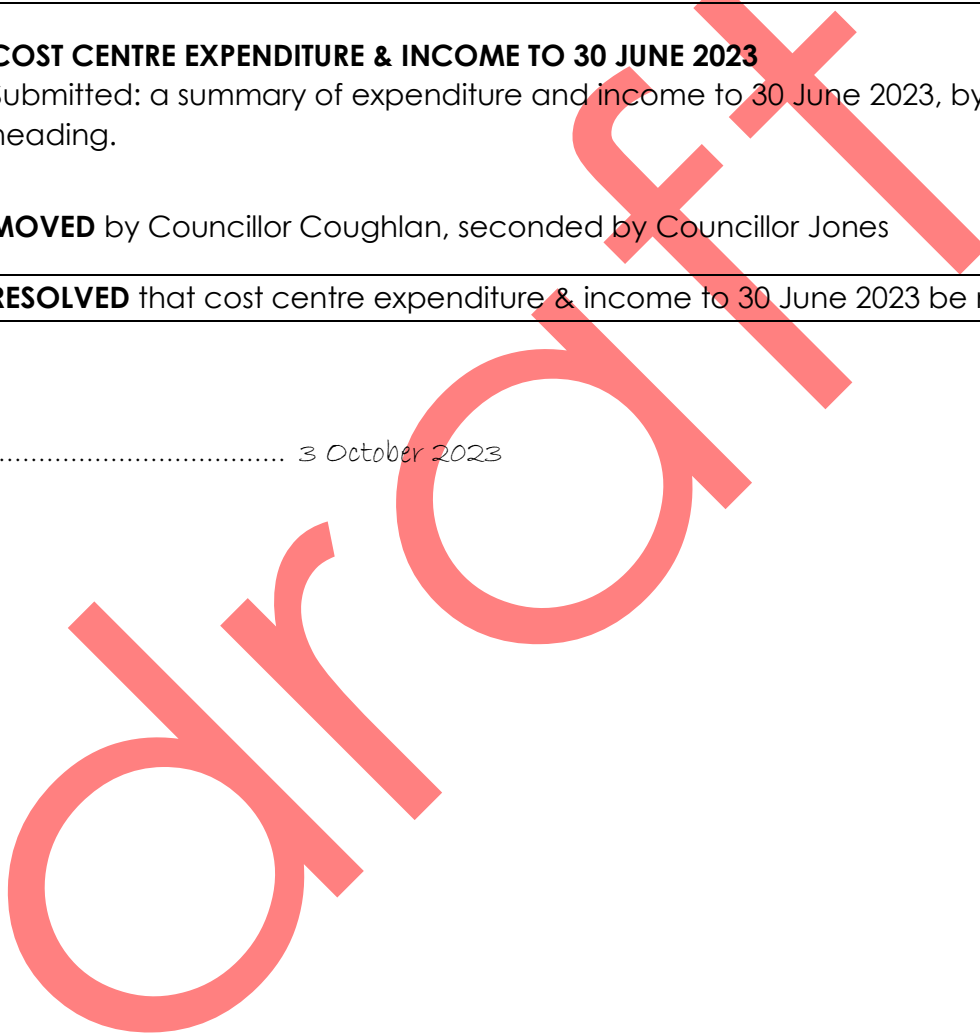 COST CENTRE EXPENDITURE & INCOME TO 30 JUNE 2023
Submitted: a summary of expenditure and income to 30 June 2023, by
heading.
MOVED by Councillor Coughlan, seconded by Councillor Jones
RESOLVED that cost centre expenditure & income to 30 June 2023 be
.................................. 3 October 2023
draft